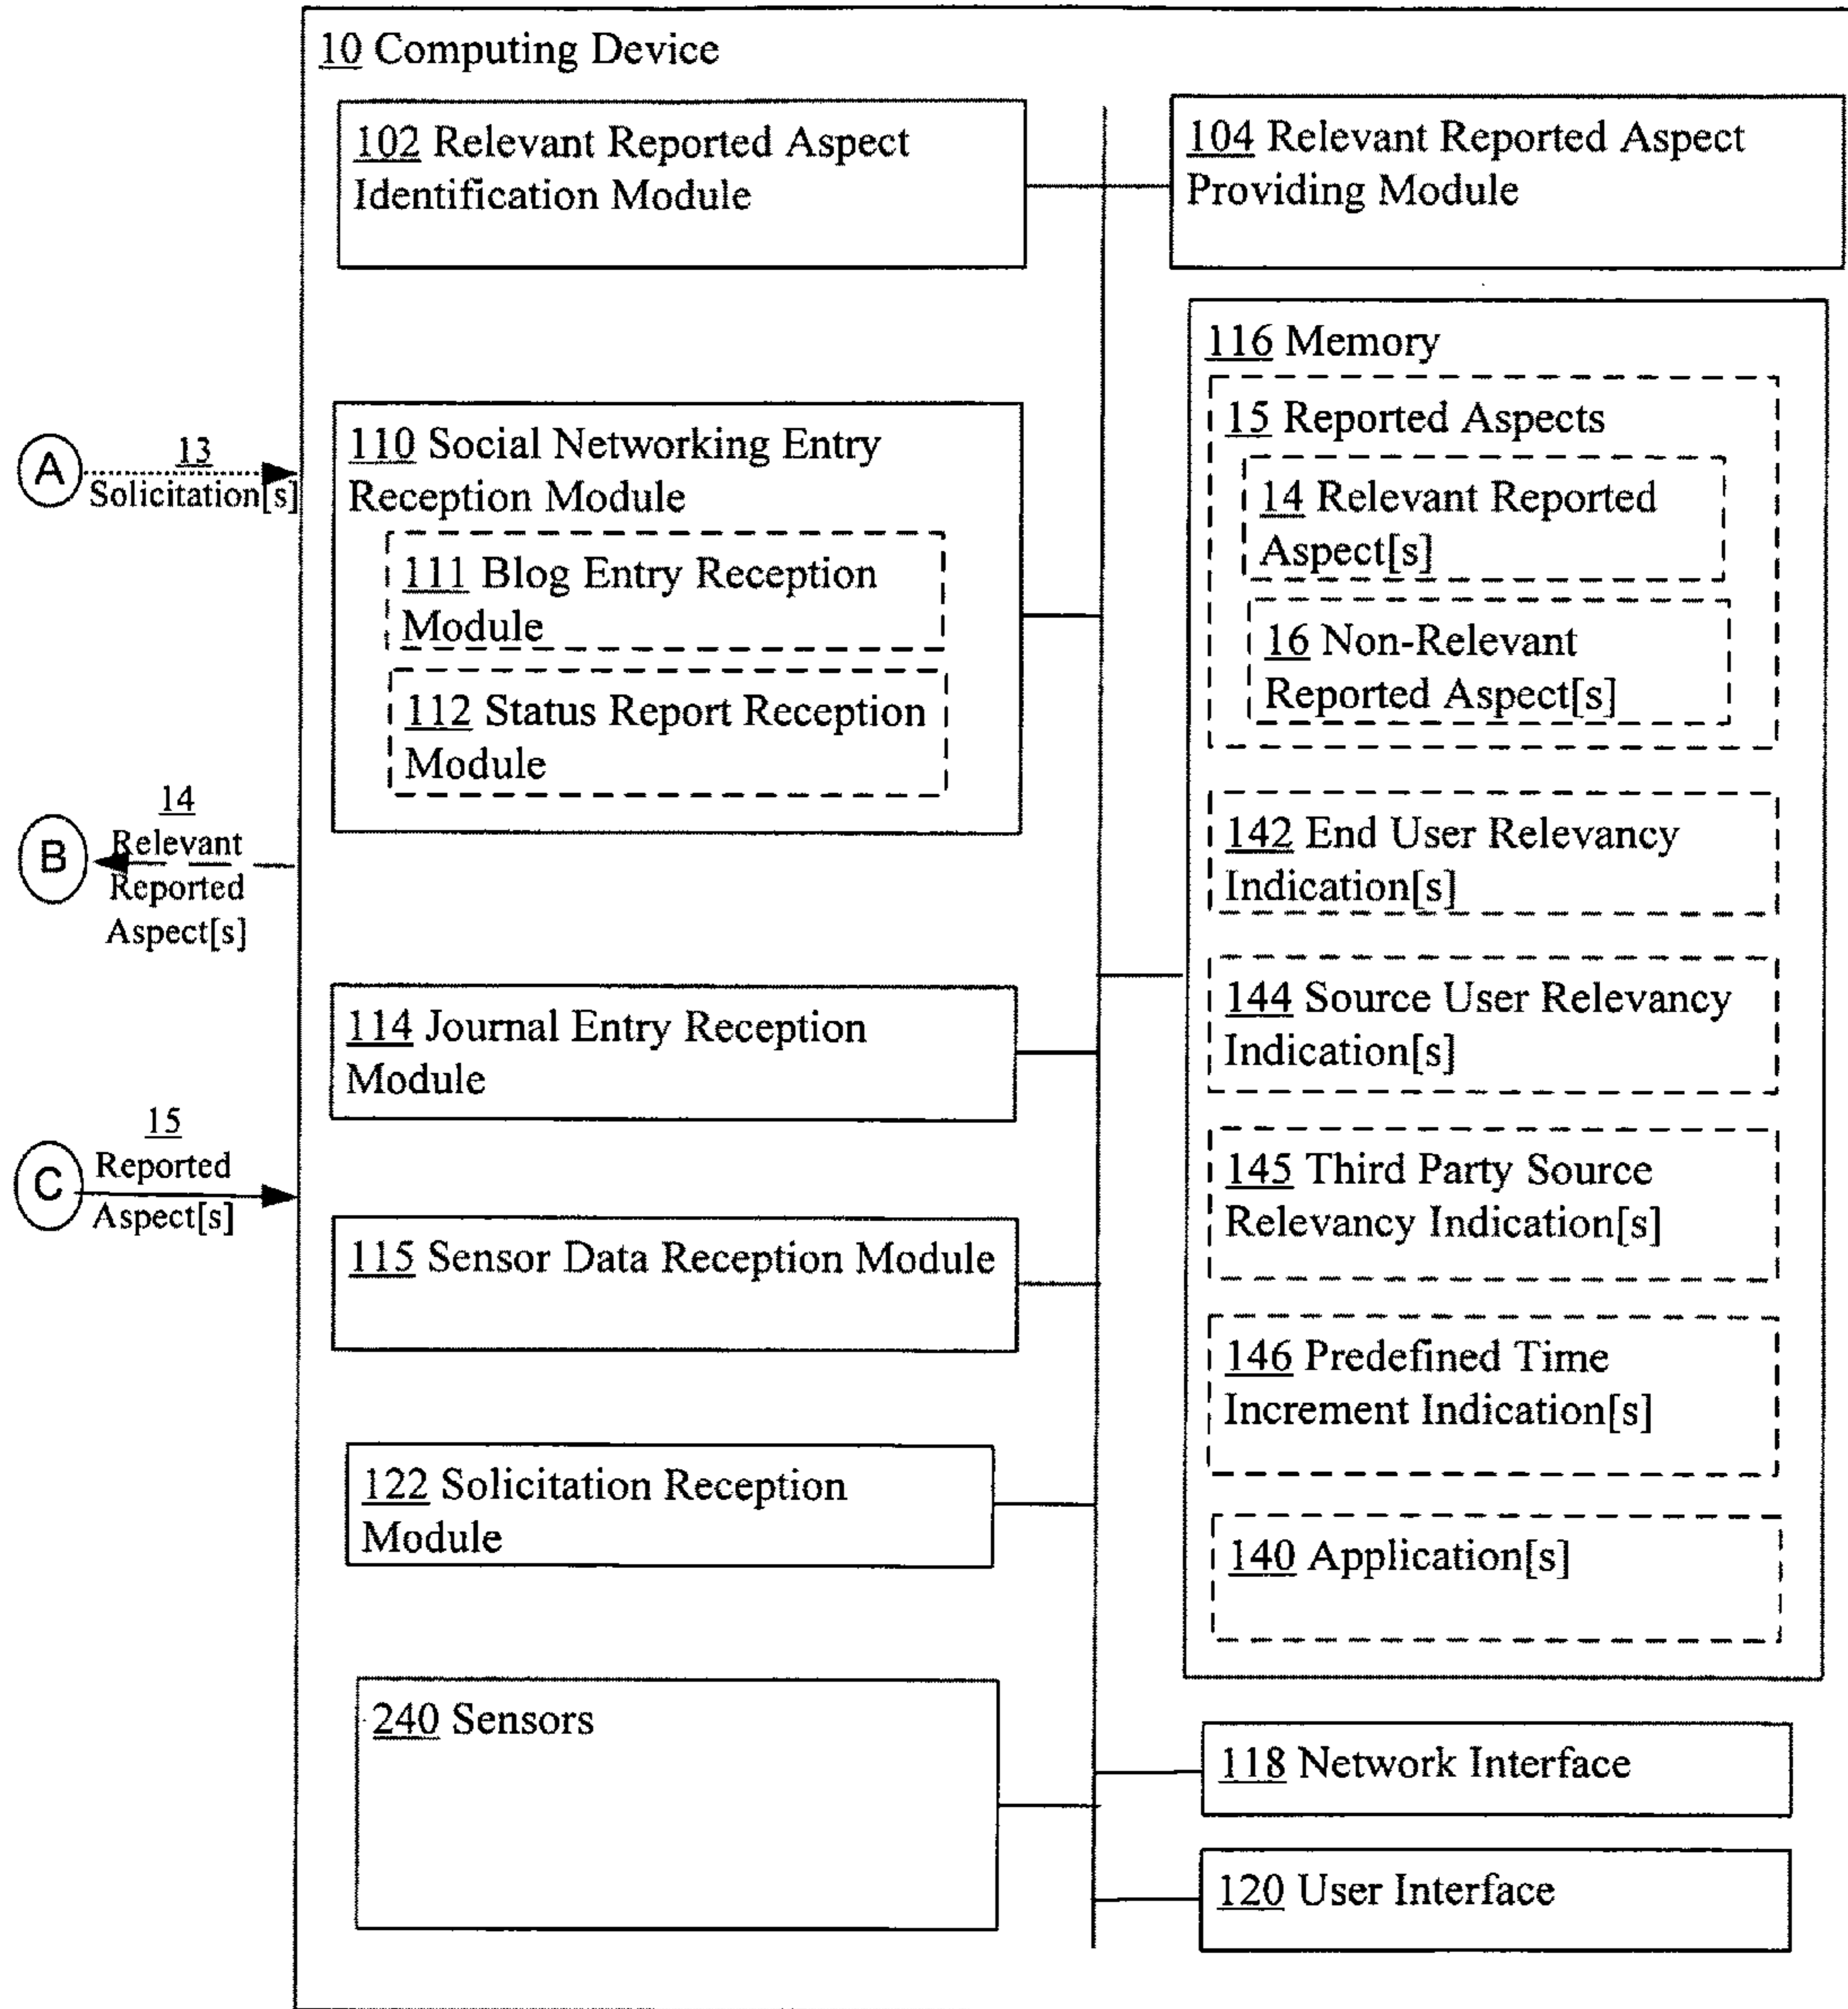 10 Computing Device
102 Relevant Reported Aspect
Identification Module
104 Relevant Reported Aspect
Providing Module
A
13
Solicitation[s]
110 Social Networking Entry
Reception Module
111 Blog Entry Reception
Module
112 Status Report Reception
Module
B
14
Relevant
Reported
Aspect[s]
114 Journal Entry Reception
Module
C
15
Reported
Aspect[s]
115 Sensor Data Reception Module
122 Solicitation Reception
Module
240 Sensors
116 Memory
15 Reported Aspects
14 Relevant Reported
Aspect[s]
16 Non-Relevant
Reported Aspect[s]
142 End User Relevancy
Indication[s]
144 Source User Relevancy
Indication[s]
145 Third Party Source
Relevancy Indication[s]
146 Predefined Time
Increment Indication[s]
140 Application[s]
118 Network Interface
120 User Interface